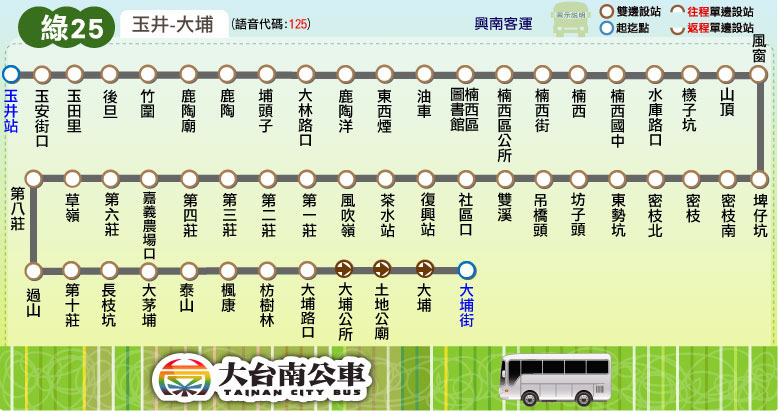 綠25
玉井-大埔
(語音代碼:125)
興南客運
圖示說明
雙邊設站
起迄點
往程單邊設站
返程單邊設站
玉井站
玉安街口
玉田里
後旦
竹圍
鹿陶廟
鹿陶
埔頭子
大林路口
鹿陶洋
東西煙
油車
楠西區圖書館
楠西區公所
楠西街
楠西
楠西國中
水庫路口
檨子坑
山頂
風窗
埤仔坑
密枝南
密枝
密枝北
東勢坑
坊子頭
吊橋頭
雙溪
社區口
復興站
茶水站
風吹嶺
第一莊
第二莊
第三莊
第四莊
嘉義農場口
第六莊
草嶺
第八莊
過山
第十莊
長枝坑
大茅埔
泰山
楓康
枋樹林
大埔路口
大埔公所
土地公廟
大埔
大埔街
大台南公車
TAINAN CITY BUS